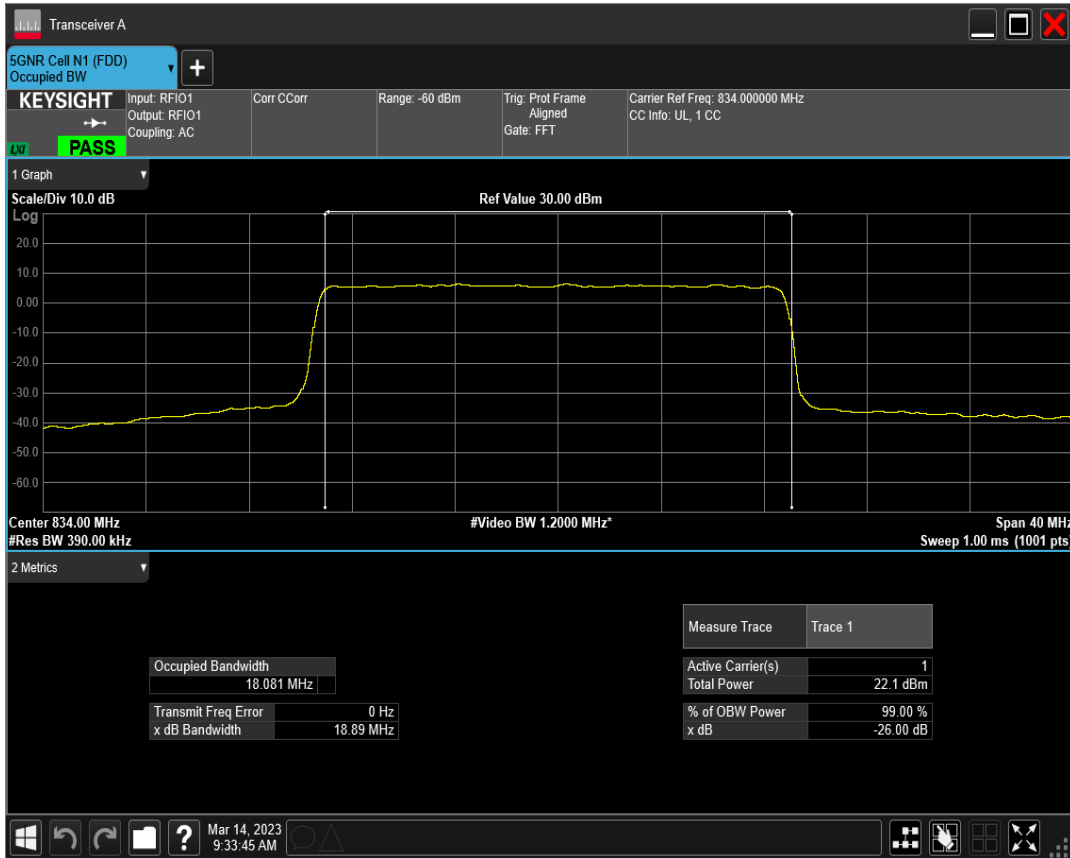 Transceiver A
5GNR Cell N1 (FDD)
Occupied BW
+
KEYSIGHT
LXI
PASS
Input: RFIO1
Output: RFIO1
Coupling: AC
Corr CCorr
Range: -60 dBm
Trig: Prot Frame
Aligned
Gate: FFT
Carrier Ref Freq: 834.000000 MHz
CC Info: UL, 1 CC
1 Graph
Scale/Div 10.0 dB
Ref Value 30.00 dBm
Log
20.0
10.0
0.00
-10.0
-20.0
-30.0
-40.0
-50.0
-60.0
Center 834.00 MHz
#Video BW 1.2000 MHz*
Span 40 MHz
#Res BW 390.00 kHz
Sweep 1.00 ms (1001 pts)
2 Metrics
Measure Trace Trace 1
Occupied Bandwidth
18.081 MHz
Transmit Freq Error 0 Hz
x dB Bandwidth 18.89 MHz
Active Carrier(s) 1
Total Power 22.1 dBm
% of OBW Power 99.00 %
x dB -26.00 dB
?
Mar 14, 2023
9:33:45 AM